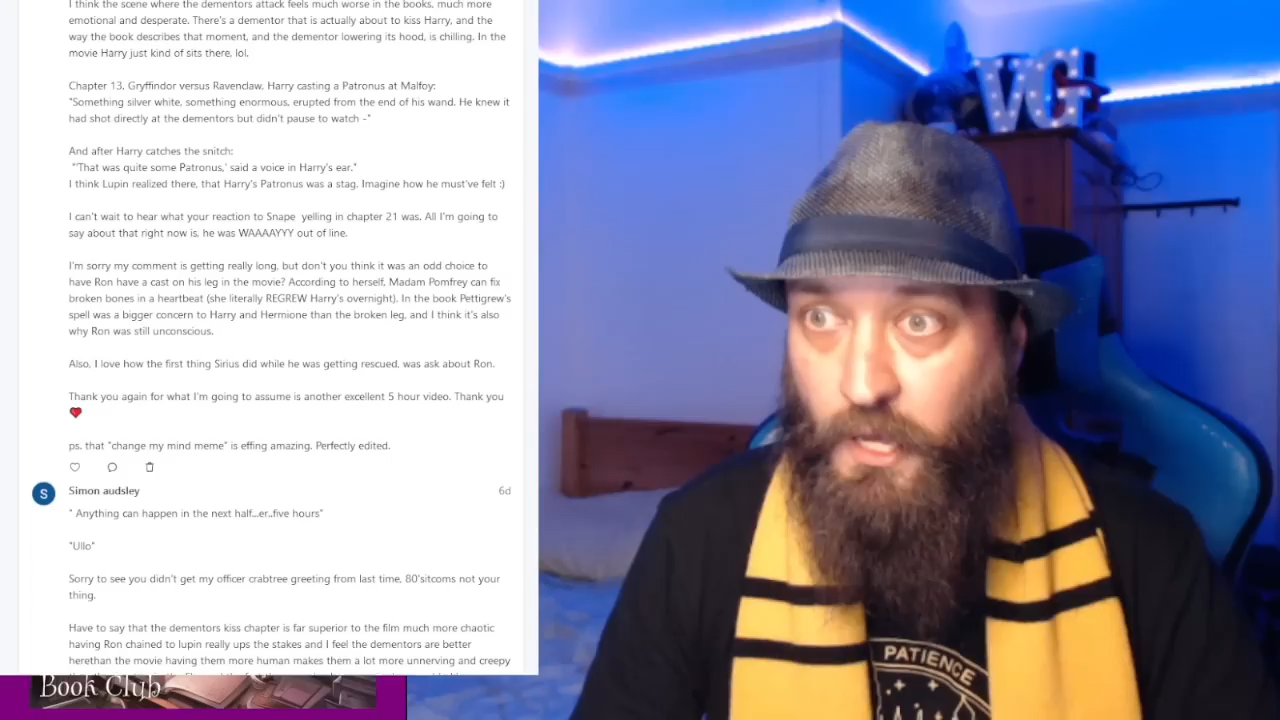 I think the scene where the dementors attack feels much worse in the books, much more
emotional and desperate. There's a dementor that is actually about to kiss Harry, and the
way the book describes that moment, and the dementor lowering its hood, is chilling. In the
movie Harry just kind of sits there, lol.
Chapter 13, Gryffindor versus Ravenclaw, Harry casting a Patronus at Malfoy:
"Something silver white, something enormous, erupted from the end of his wand. He knew it
had shot directly at the dementors but didn't pause to watch -"
And after Harry catches the snitch:
"'That was quite some Patronus,' said a voice in Harry's ear."
I think Lupin realized there, that Harry's Patronus was a stag. Imagine how he must've felt :)
I can't wait to hear what your reaction to Snape yelling in chapter 21 was. All I'm going to
say about that right now is, he was WAAAAYYY out of line.
I'm sorry my comment is getting really long, but don't you think it was an odd choice to
have Ron have a cast on his leg in the movie? According to herself, Madam Pomfrey can fix
broken bones in a heartbeat (she literally REGREW Harry's overnight). In the book Pettigrew's
spell was a bigger concern to Harry and Hermione than the broken leg, and I think it's also
why Ron was still unconscious.
Also, I love how the first thing Sirius did while he was getting rescued, was ask about Ron.
Thank you again for what I'm going to assume is another excellent 5 hour video. Thank you
❤
ps. that "change my mind meme" is effing amazing. Perfectly edited.
S
Simon audsley
6d
" Anything can happen in the next half...er..five hours"
"Ullo"
Sorry to see you didn't get my officer crabtree greeting from last time, 80'sitcoms not your
thing.
Have to say that the dementors kiss chapter is far superior to the film much more chaotic
having Ron chained to lupin really ups the stakes and I feel the dementors are better
herethan the movie having them more human makes them a lot more unnerving and creepy
Book Club
VG
PATIENCE